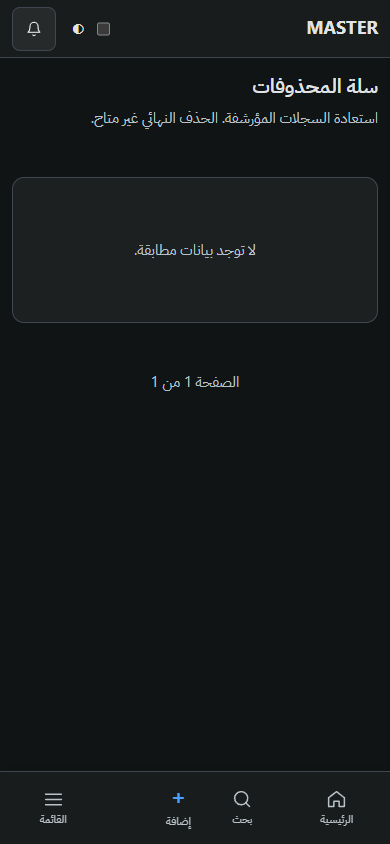 MASTER
سلة المحذوفات
استعادة السجلات المؤرشفة. الحذف النهائي غير متاح.
لا توجد بيانات مطابقة.
الصفحة 1 من 1
الرئيسية
بحث
إضافة
القائمة